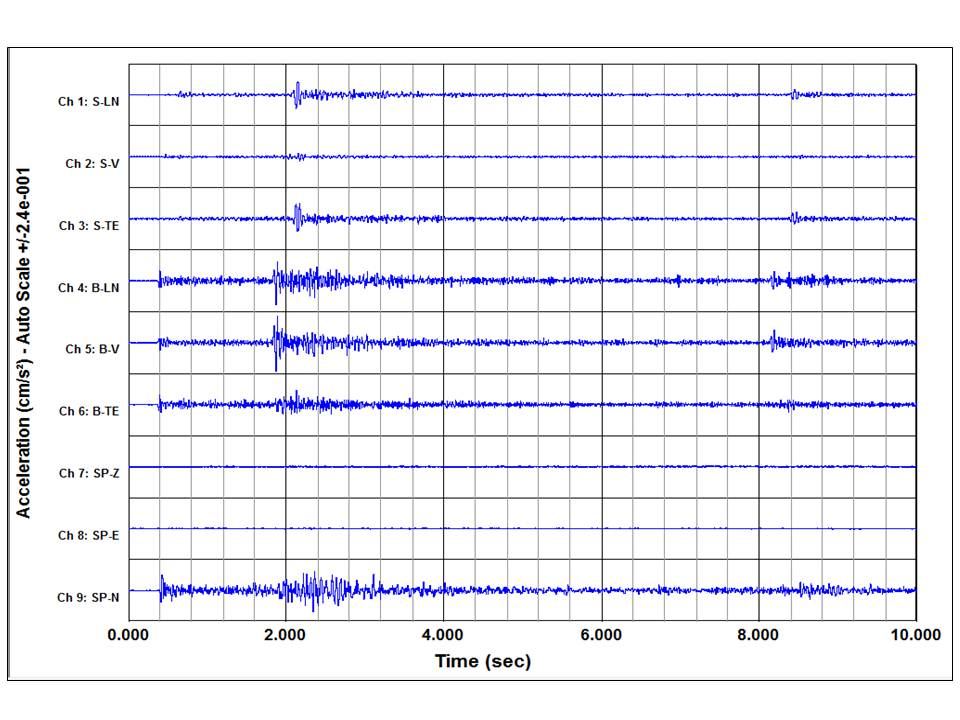 Acceleration (cm/s²) - Auto Scale +/-2.4e-001
Ch 1: S-LN
Ch 2: S-V
Ch 3: S-TE
Ch 4: B-LN
Ch 5: B-V
Ch 6: B-TE
Ch 7: SP-Z
Ch 8: SP-E
Ch 9: SP-N
0.000 2.000 4.000 6.000 8.000 10.000
Time (sec)